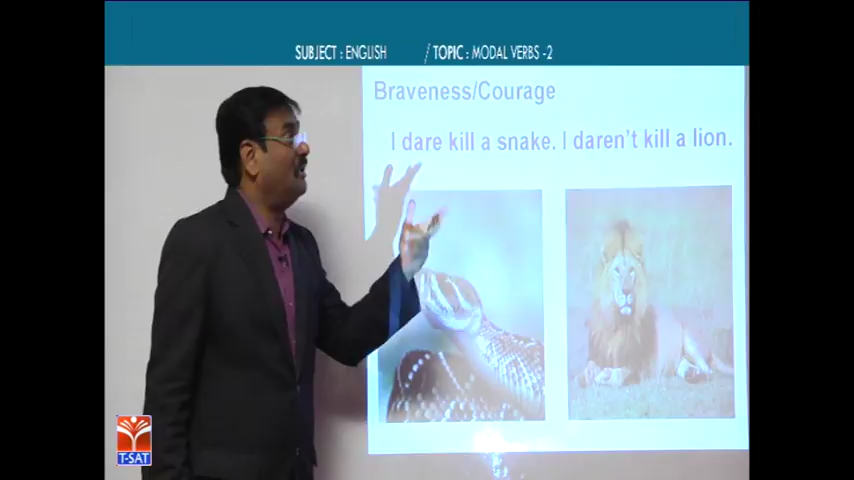 SUBJECT : ENGLISH / TOPIC : MODAL VERBS -2
Braveness/Courage
I dare kill a snake. I daren't kill a lion.
T-SAT